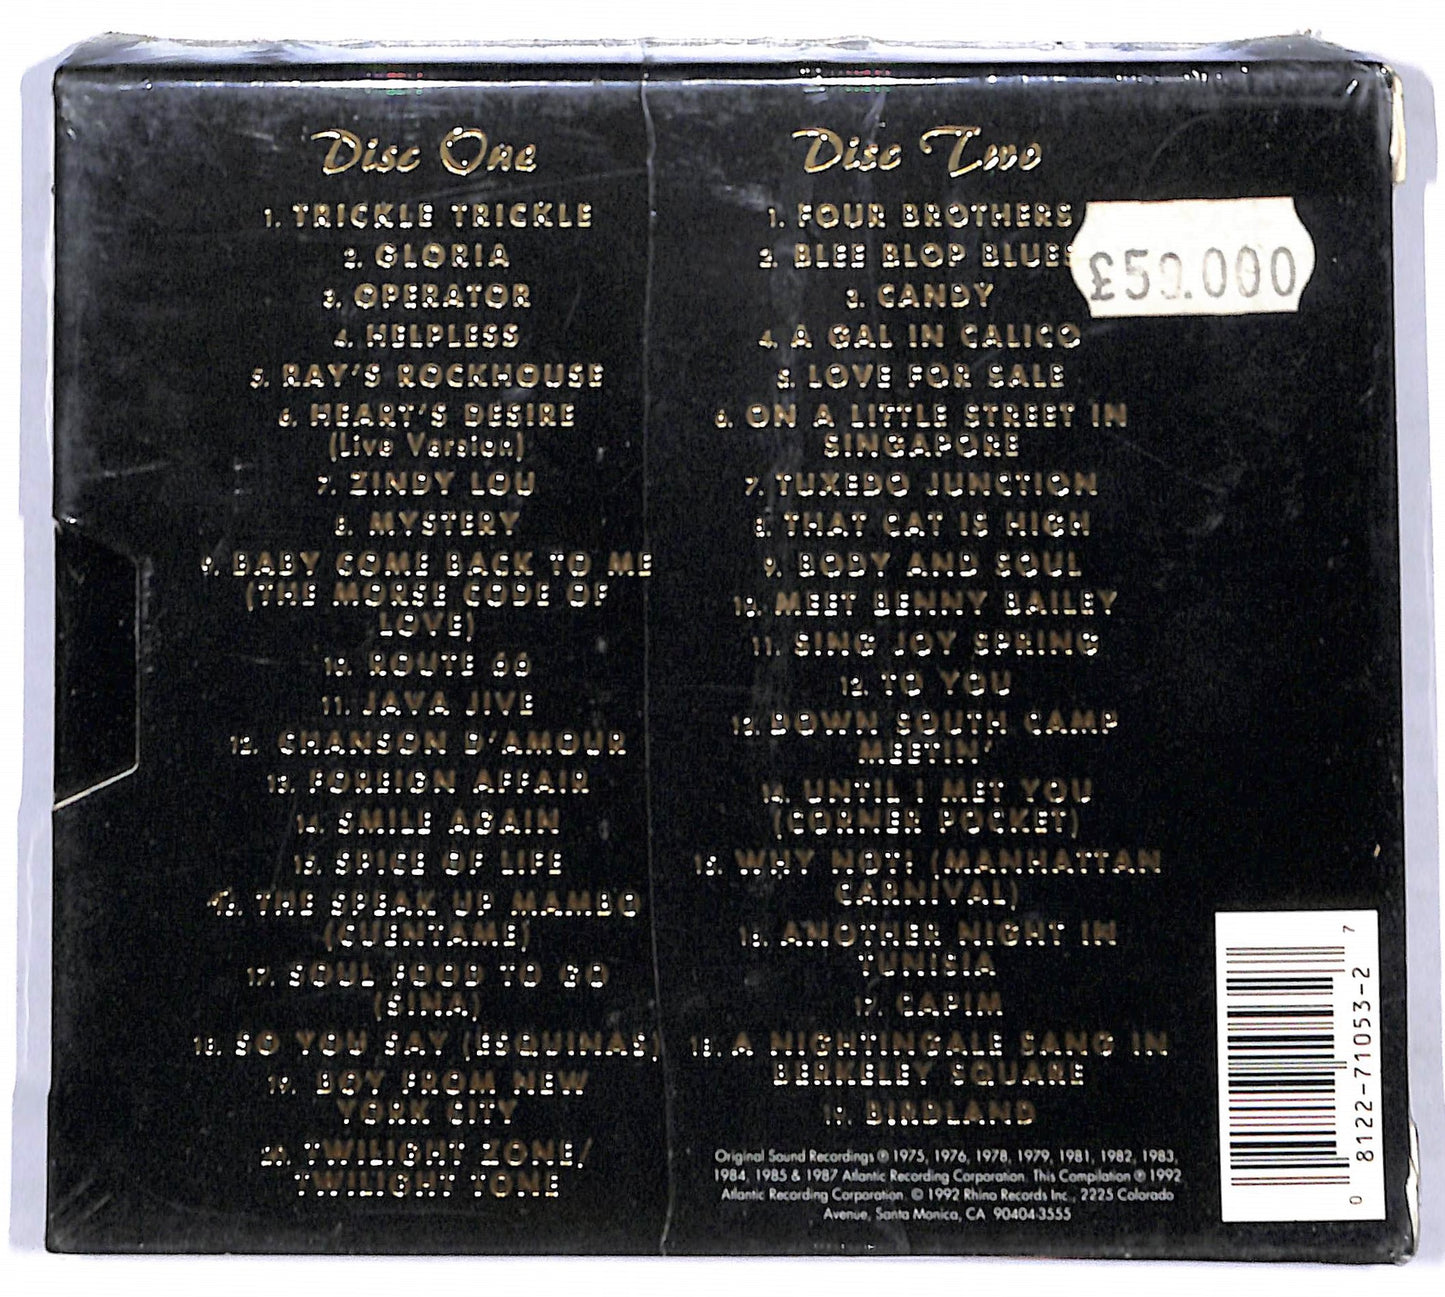 Disc One
1. TRICKLE TRICKLE
2. GLORIA
3. OPERATOR
4. HELPLESS
5. RAY'S ROCKHOUSE
6. HEART'S DESIRE
(Live Version)
7. ZINDY LOU
8. MYSTERY
9. BABY COME BACK TO ME
(THE MORSE CODE OF
LOVE)
10. ROUTE 66
11. JAVA JIVE
12. CHANSON D'AMOUR
13. FOREIGN AFFAIR
14. SMILE AGAIN
15. SPICE OF LIFE
16. THE SPEAK UP MAMBO
(CUENTAME)
17. SOUL FOOD TO GO
(SINA)
18. SO YOU SAY (ESQUINAS)
19. BOY FROM NEW
YORK CITY
20. TWILIGHT ZONE/
TWILIGHT TONE
Disc Two
1. FOUR BROTHERS
2. BLEE BLOP BLUES
3. CANDY
4. A GAL IN CALICO
5. LOVE FOR SALE
6. ON A LITTLE STREET IN
SINGAPORE
7. TUXEDO JUNCTION
8. THAT CAT IS HIGH
9. BODY AND SOUL
10. MEET BENNY BAILEY
11. SING JOY SPRING
12. TO YOU
13. DOWN SOUTH CAMP
MEETIN'
14. UNTIL I MET YOU
(CORNER POCKET)
15. WHY NOT! (MANHATTAN
CARNIVAL)
16. ANOTHER NIGHT IN
TUNISIA
17. CAPIM
18. A NIGHTINGALE SANG IN
BERKELEY SQUARE
19. BIRDLAND
Original Sound Recordings ℗ 1975, 1976, 1978, 1979, 1981, 1982, 1983,
1984, 1985 & 1987 Atlantic Recording Corporation. This Compilation ℗ 1992
Atlantic Recording Corporation. © 1992 Rhino Records Inc., 2225 Colorado
Avenue, Santa Monica, CA 90404-3555
£50.000
0 8122-71053-2 7